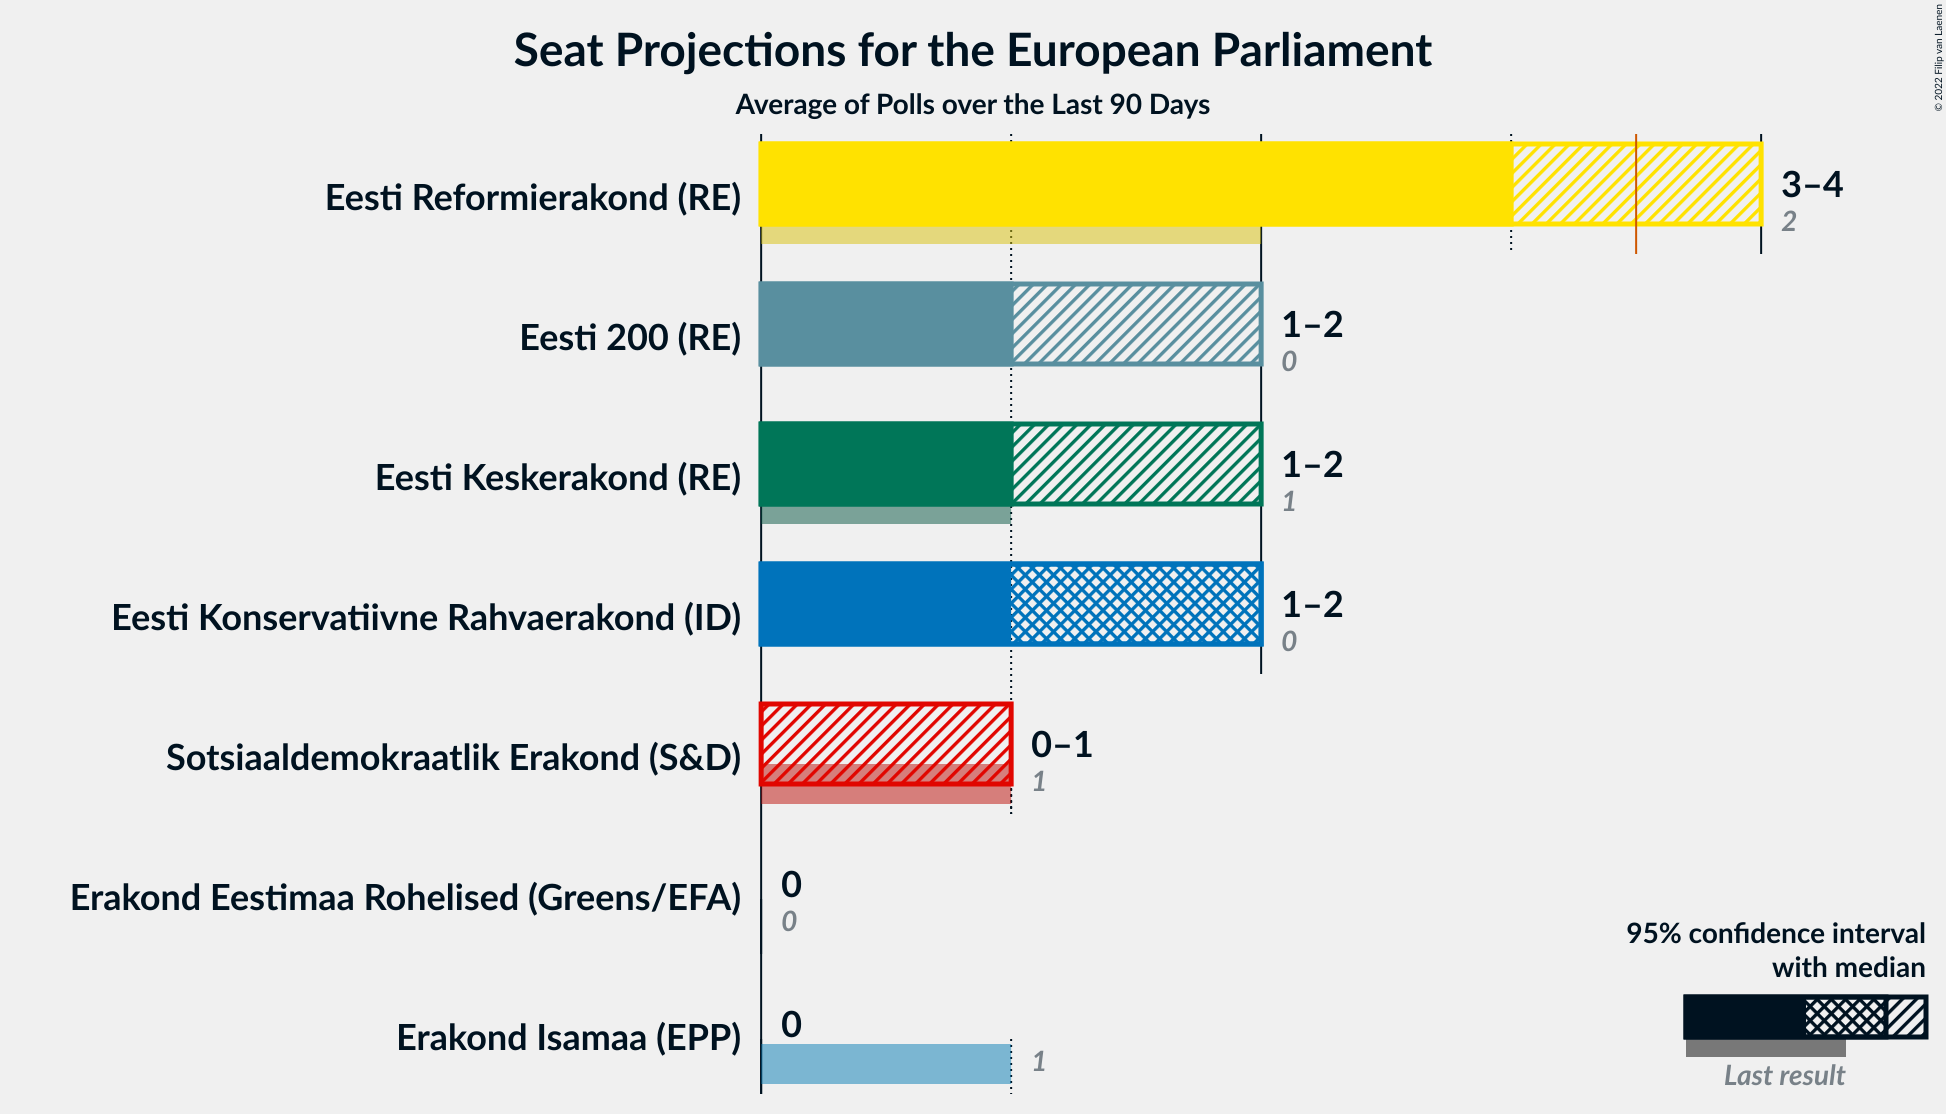 Seat Projections for the European Parliament
Average of Polls over the Last 90 Days
© 2022 Filip van Laenen
Eesti Reformierakond (RE)
3–4
2
Eesti 200 (RE)
1–2
0
Eesti Keskerakond (RE)
1–2
1
Eesti Konservatiivne Rahvaerakond (ID)
1–2
0
Sotsiaaldemokraatlik Erakond (S&D)
0–1
1
Erakond Eestimaa Rohelised (Greens/EFA)
0
0
Erakond Isamaa (EPP)
0
1
95% confidence interval
with median
Last result